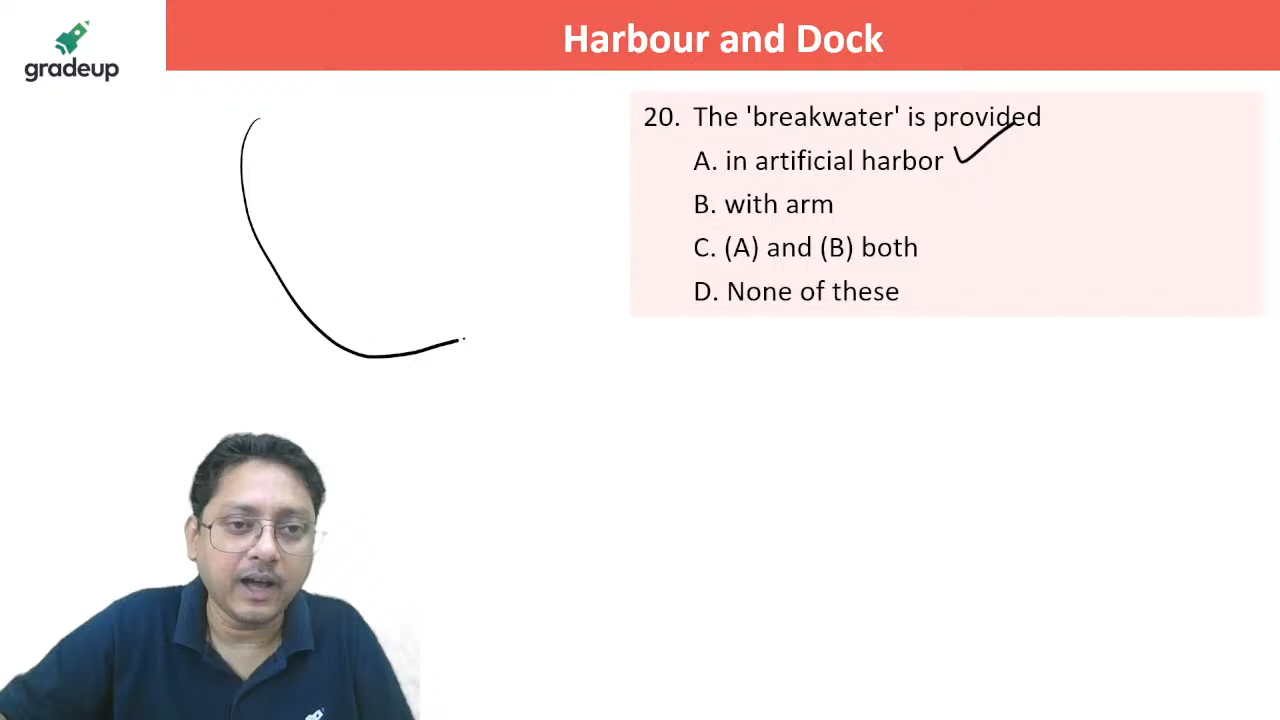 Harbour and Dock
gradeup
20. The 'breakwater' is provided
A. in artificial harbor
B. with arm
C. (A) and (B) both
D. None of these